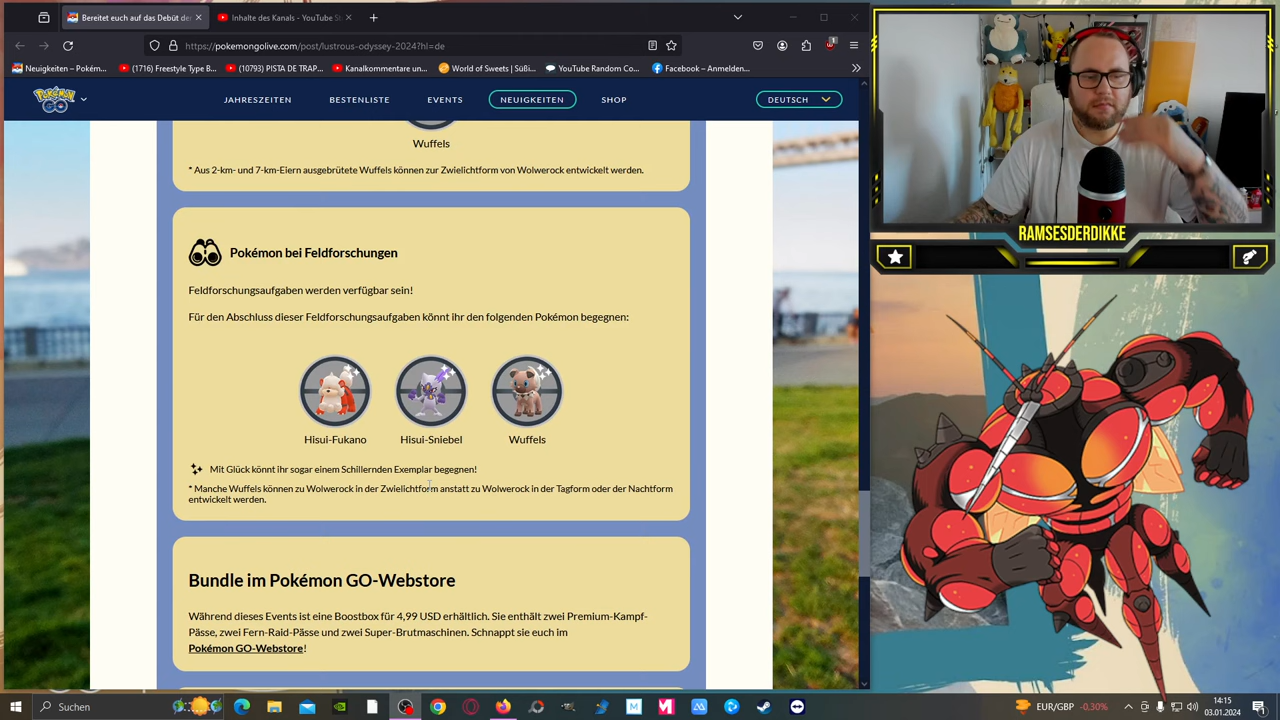 Bereitet euch auf das Debüt der
Inhalte des Kanals - YouTube St
https://pokemongolive.com/post/lustrous-odyssey-2024?hl=de
Neuigkeiten – Pokém...
(1716) Freestyle Type B...
(10793) PISTA DE TRAP...
Kanalkommentare un...
World of Sweets | Süßi...
YouTube Random Co...
Facebook – Anmelden...
Pokémon GO
JAHRESZEITEN
BESTENLISTE
EVENTS
NEUIGKEITEN
SHOP
DEUTSCH
Wuffels
* Aus 2-km- und 7-km-Eiern ausgebrütete Wuffels können zur Zwielichtform von Wolwerock entwickelt werden.
Pokémon bei Feldforschungen
Feldforschungsaufgaben werden verfügbar sein!
Für den Abschluss dieser Feldforschungsaufgaben könnt ihr den folgenden Pokémon begegnen:
Hisui-Fukano
Hisui-Sniebel
Wuffels
Mit Glück könnt ihr sogar einem Schillernden Exemplar begegnen!
* Manche Wuffels können zu Wolwerock in der Zwielichtform anstatt zu Wolwerock in der Tagform oder der Nachtform
entwickelt werden.
Bundle im Pokémon GO-Webstore
Während dieses Events ist eine Boostbox für 4,99 USD erhältlich. Sie enthält zwei Premium-Kampf-
Pässe, zwei Fern-Raid-Pässe und zwei Super-Brutmaschinen. Schnappt sie euch im
Pokémon GO-Webstore!
RAMSESDERDIKKE
Suchen
EUR/GBP
-0,30%
14:15
03.01.2024